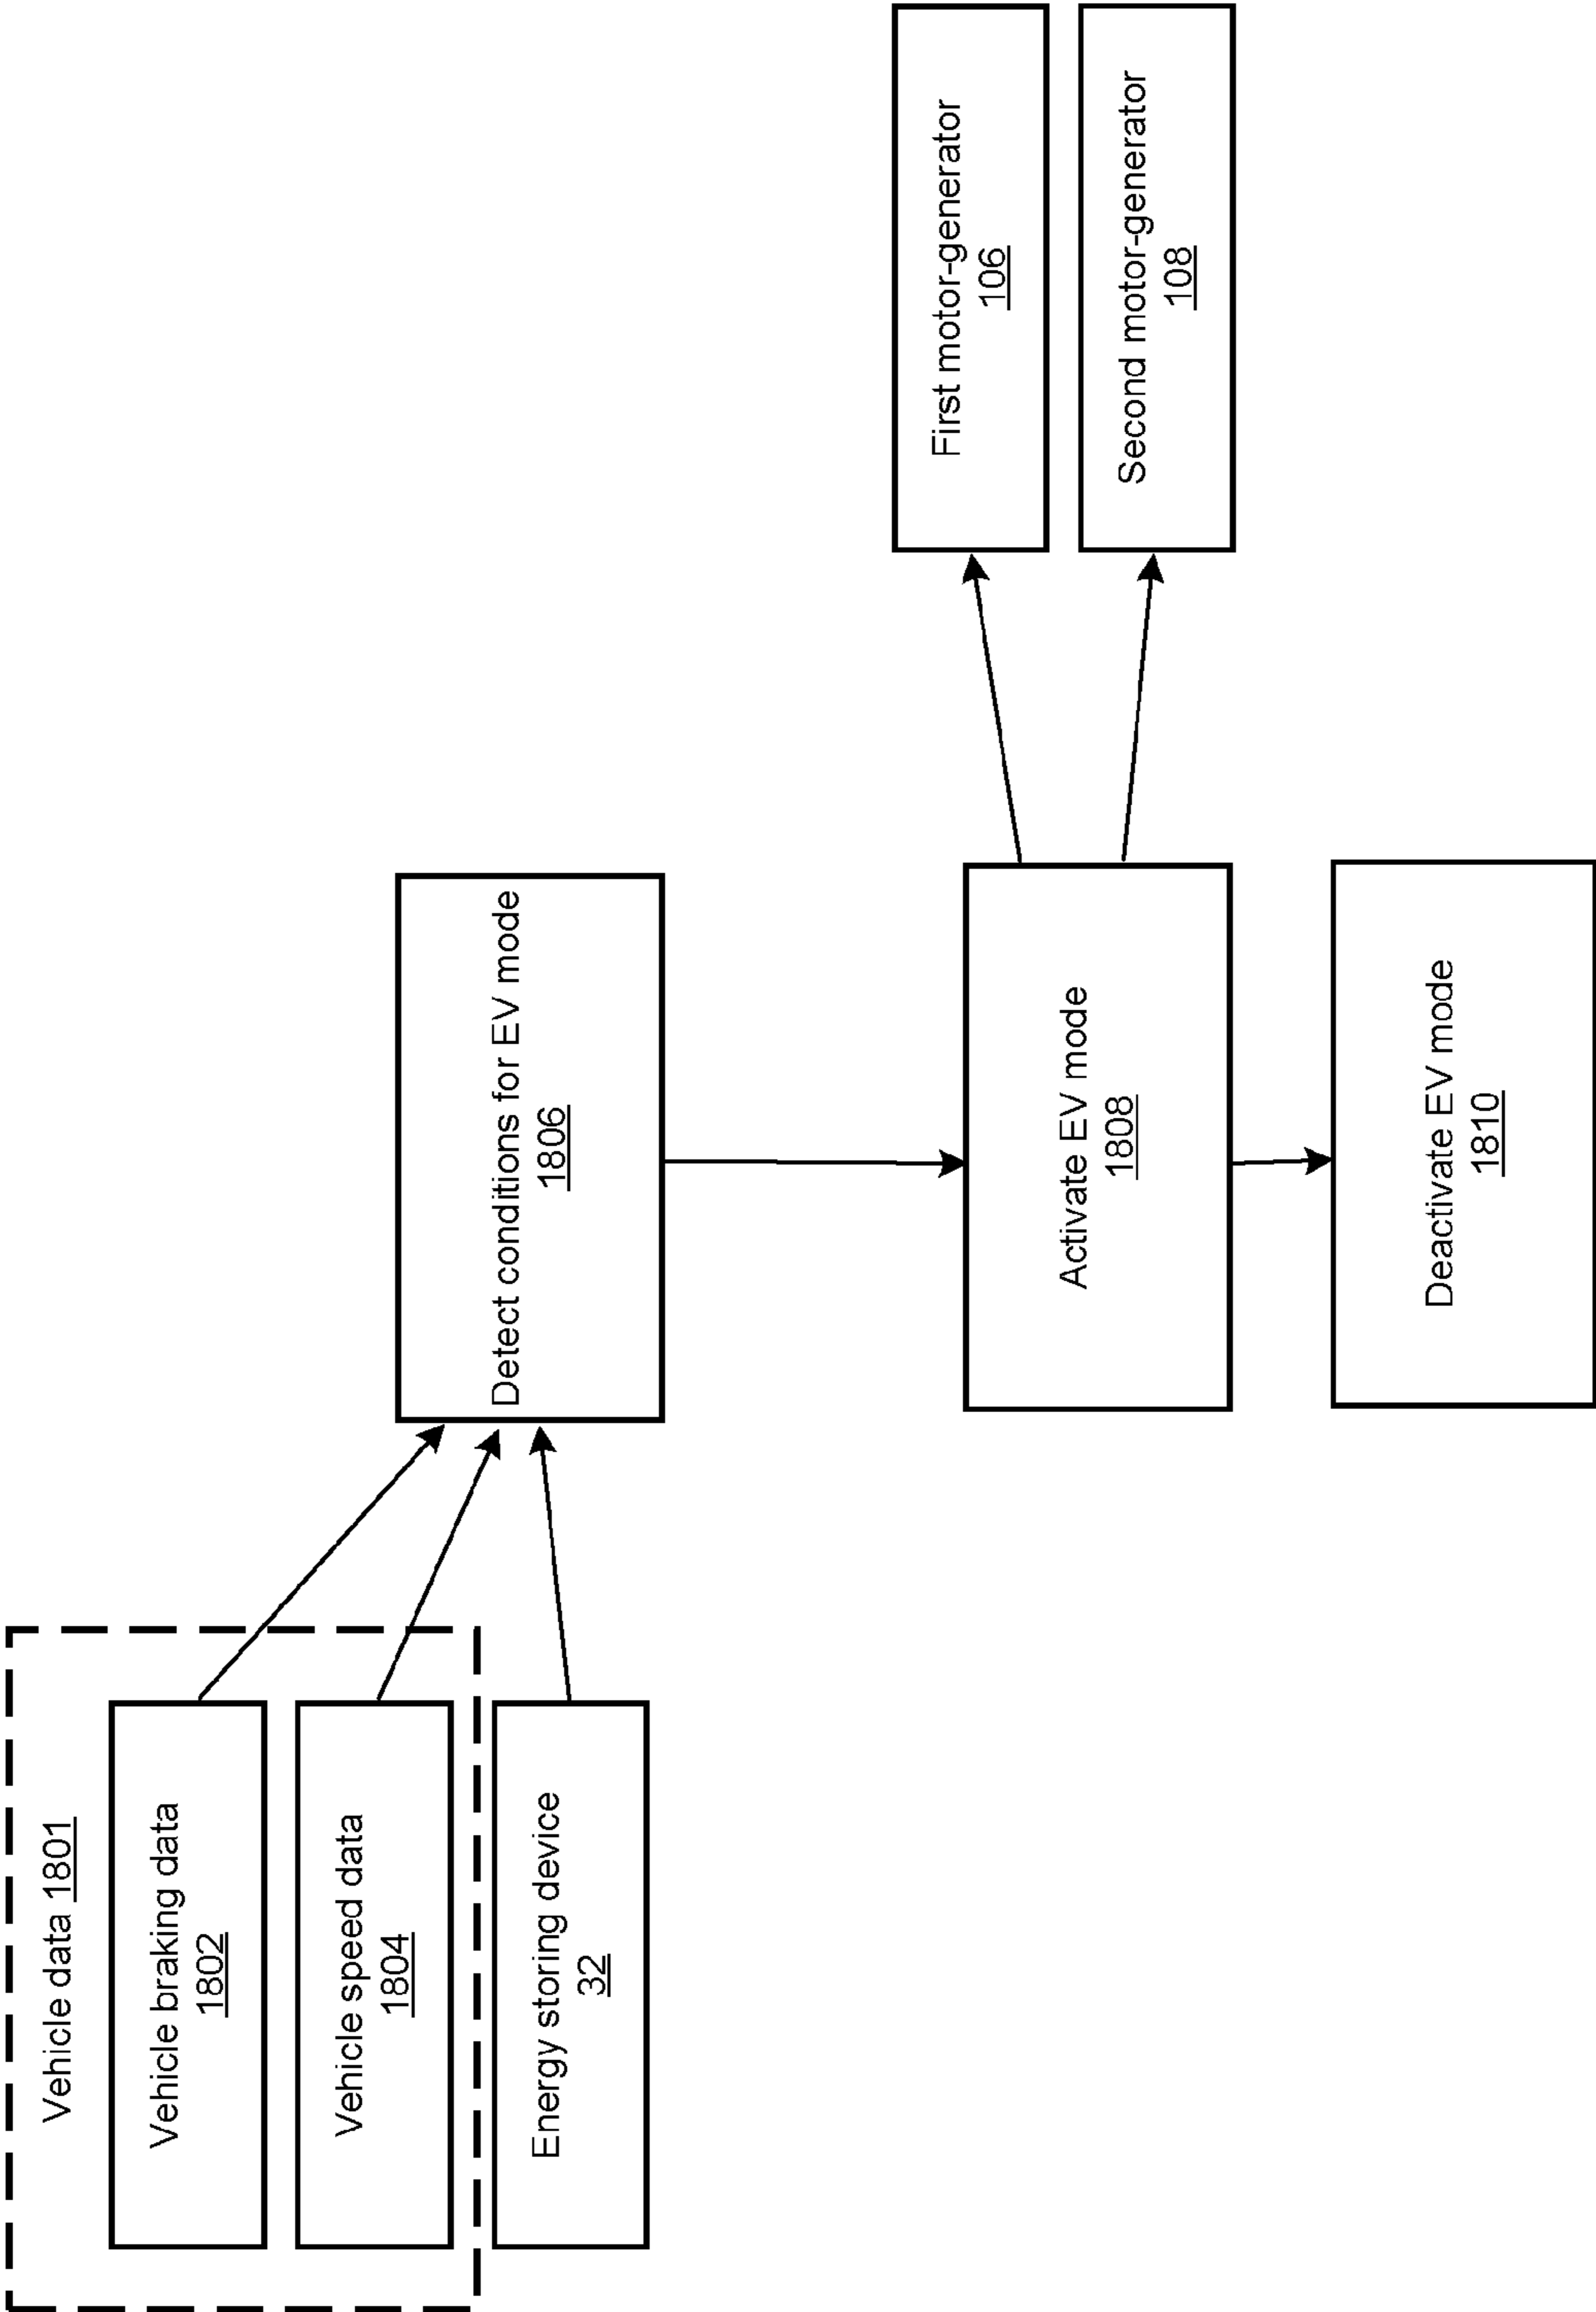 Vehicle data 1801
Vehicle braking data
1802
Vehicle speed data
1804
Energy storing device
32
Detect conditions for EV mode
1806
Activate EV mode
1808
Deactivate EV mode
1810
First motor-generator
106
Second motor-generator
108